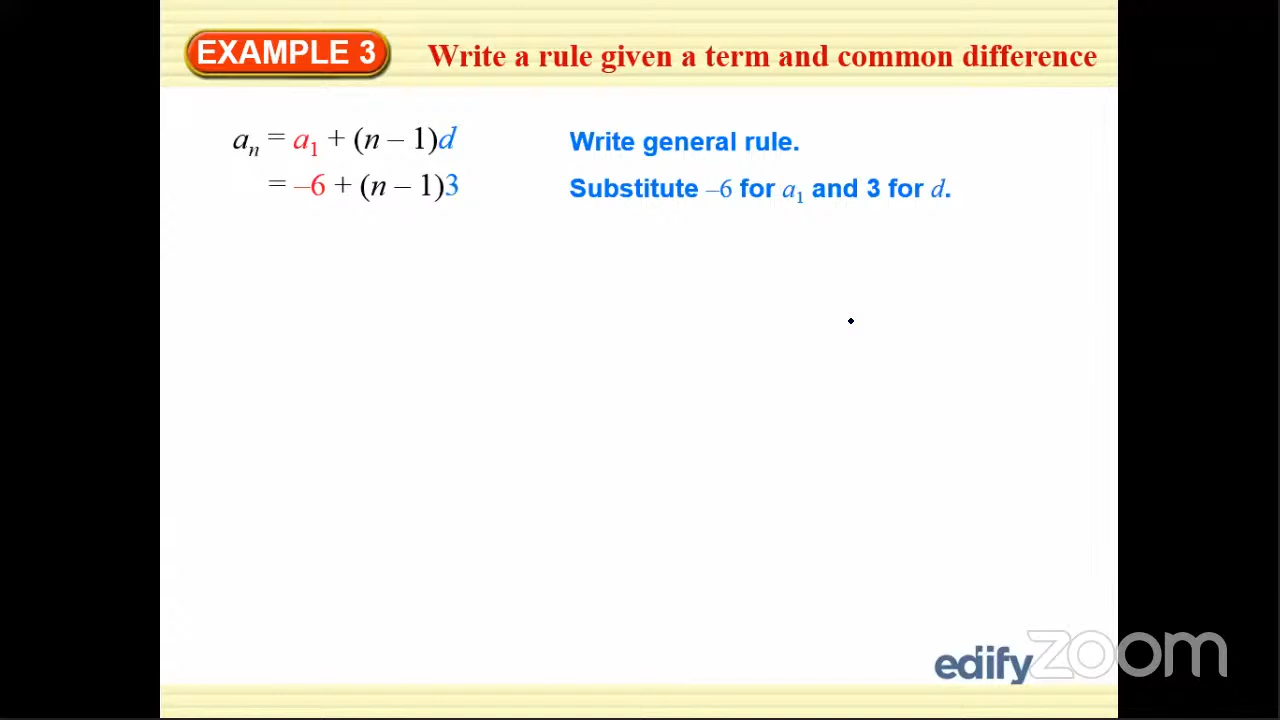 EXAMPLE 3
Write a rule given a term and common difference
aₙ = a₁ + (n – 1)d
Write general rule.
= –6 + (n – 1)3
Substitute –6 for a₁ and 3 for d.
edify
zoom